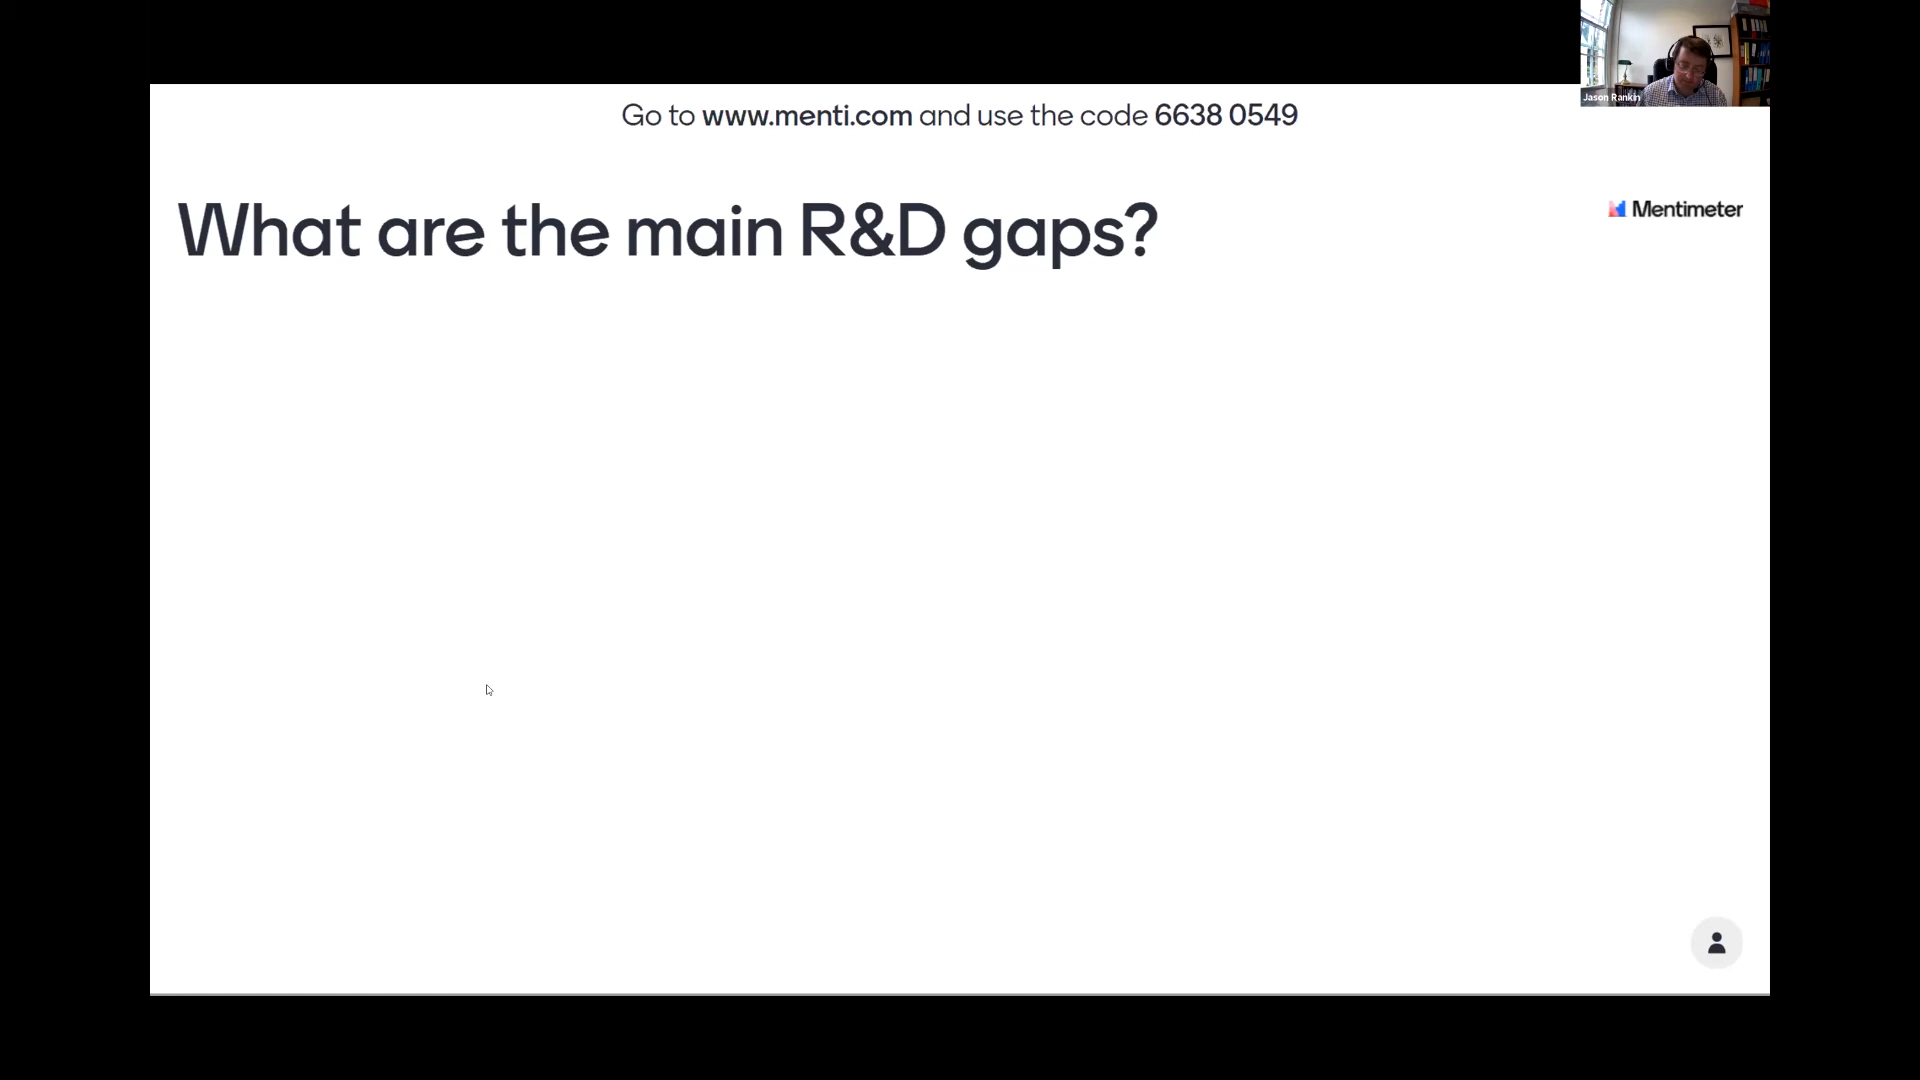 Jason Rankin
Go to www.menti.com and use the code 6638 0549
What are the main R&D gaps?
Mentimeter